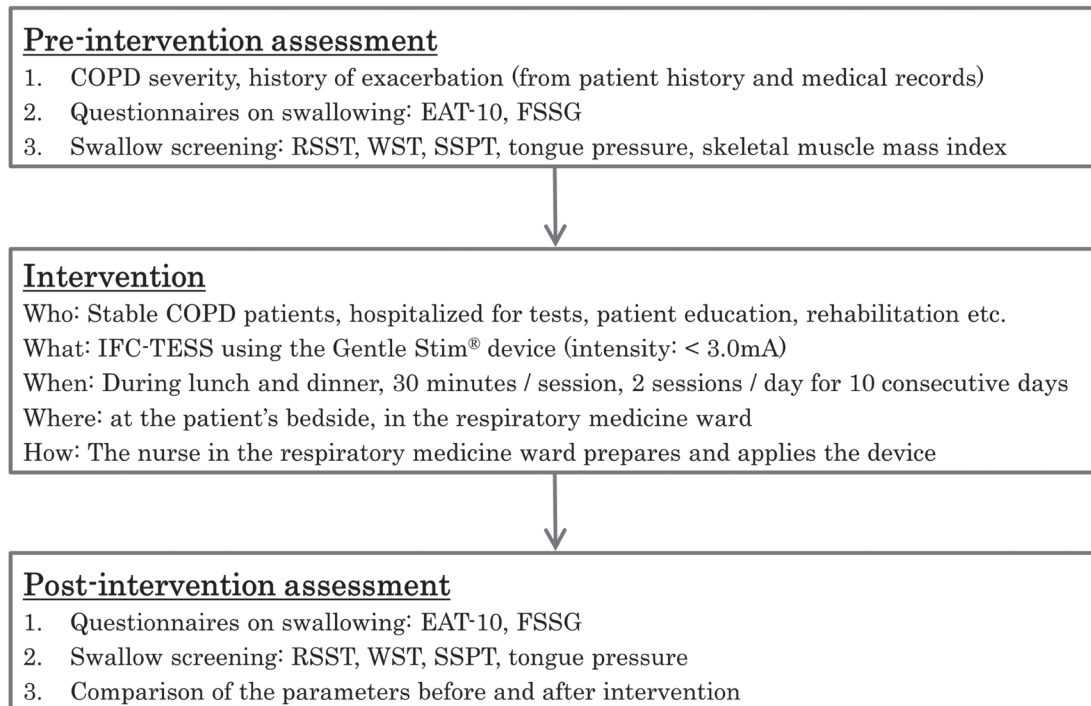 Pre-intervention assessment
1. COPD severity, history of exacerbation (from patient history and medical records)
2. Questionnaires on swallowing: EAT-10, FSSG
3. Swallow screening: RSST, WST, SSPT, tongue pressure, skeletal muscle mass index
Intervention
Who: Stable COPD patients, hospitalized for tests, patient education, rehabilitation etc.
What: IFC-TESS using the Gentle Stim® device (intensity: < 3.0mA)
When: During lunch and dinner, 30 minutes / session, 2 sessions / day for 10 consecutive days
Where: at the patient's bedside, in the respiratory medicine ward
How: The nurse in the respiratory medicine ward prepares and applies the device
Post-intervention assessment
1. Questionnaires on swallowing: EAT-10, FSSG
2. Swallow screening: RSST, WST, SSPT, tongue pressure
3. Comparison of the parameters before and after intervention